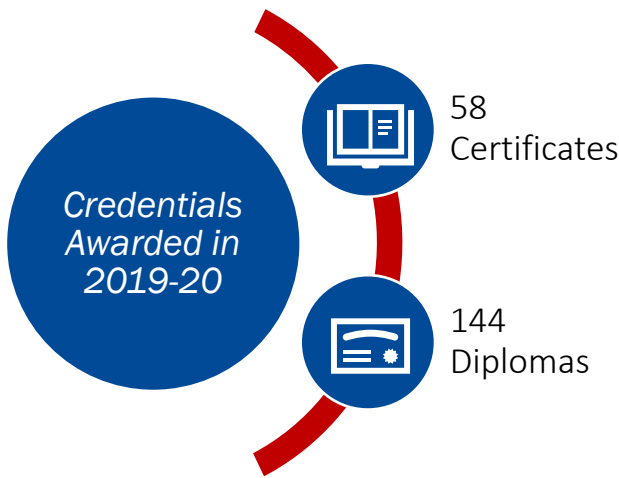 Credentials
Awarded in
2019-20
58
Certificates
144
Diplomas